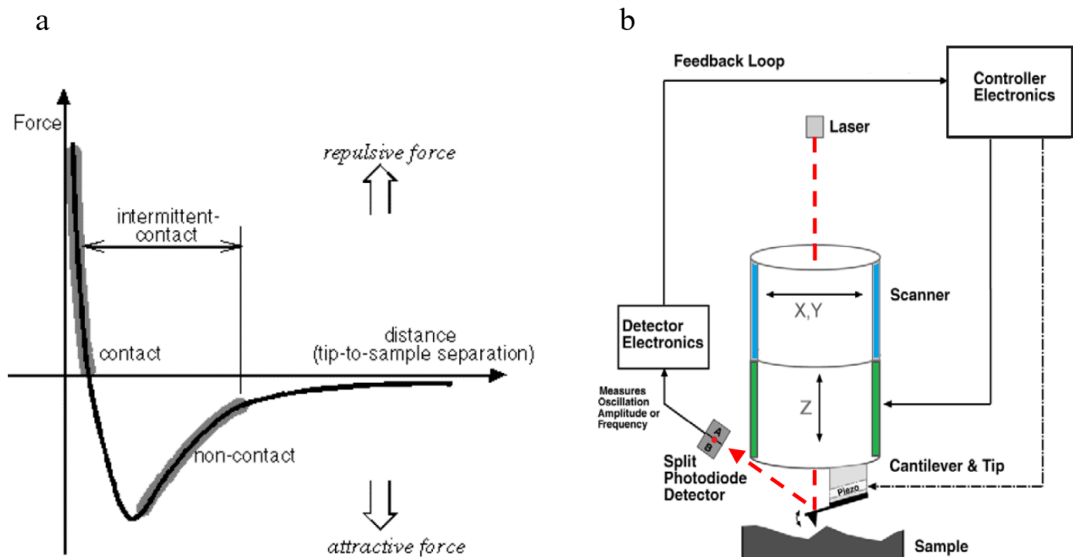 a
Force
repulsive force
intermittent-
contact
distance
(tip-to-sample separation)
contact
non-contact
attractive force
b
Feedback Loop
Controller
Electronics
Laser
Scanner
X,Y
Detector
Electronics
Z
Measures
Oscillation
Amplitude or
Frequency
A
B
Split
Photodiode
Detector
Cantilever & Tip
Piezo
Sample